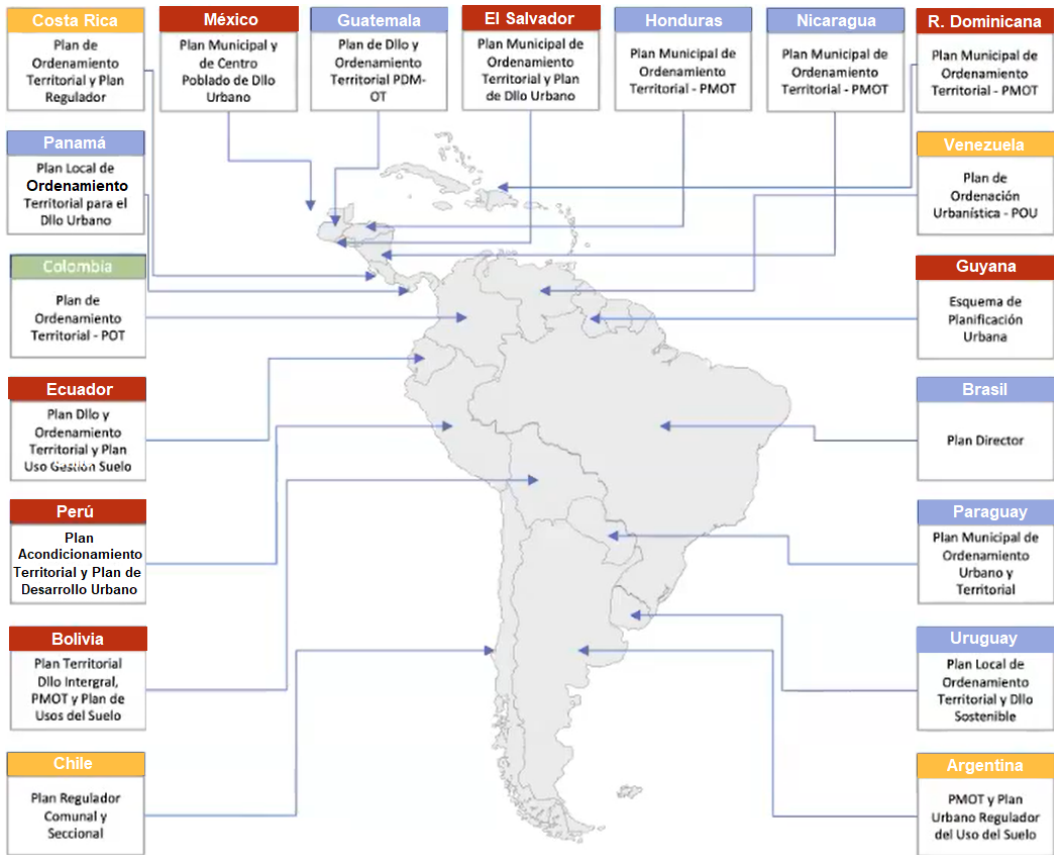 Costa Rica
Plan de
Ordenamiento
Territorial y Plan
Regulador
México
Plan Municipal y
de Centro
Poblado de Dllo
Urbano
Guatemala
Plan de Dllo y
Ordenamiento
Territorial PDM-
OT
El Salvador
Plan Municipal de
Ordenamiento
Territorial y Plan
de Dllo Urbano
Honduras
Plan Municipal de
Ordenamiento
Territorial - PMOT
Nicaragua
Plan Municipal de
Ordenamiento
Territorial - PMOT
R. Dominicana
Plan Municipal de
Ordenamiento
Territorial - PMOT
Panamá
Plan Local de
Ordenamiento
Territorial para el
Dllo Urbano
Venezuela
Plan de
Ordenación
Urbanística - POU
Colombia
Plan de
Ordenamiento
Territorial - POT
Guyana
Esquema de
Planificación
Urbana
Ecuador
Plan Dllo y
Ordenamiento
Territorial y Plan
Uso Gestión Suelo
Brasil
Plan Director
Perú
Plan
Acondicionamiento
Territorial y Plan de
Desarrollo Urbano
Paraguay
Plan Municipal de
Ordenamiento
Urbano y
Territorial
Bolivia
Plan Territorial
Dllo Intergral,
PMOT y Plan de
Usos del Suelo
Uruguay
Plan Local de
Ordenamiento
Territorial y Dllo
Sostenible
Chile
Plan Regulador
Comunal y
Seccional
Argentina
PMOT y Plan
Urbano Regulador
del Uso del Suelo